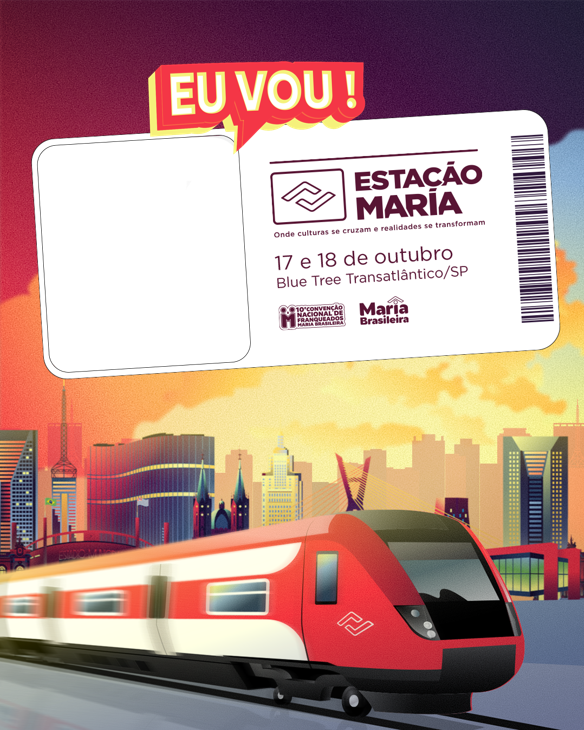 EU VOU !
ESTAÇÃO
MARIA
Onde culturas se cruzam e realidades se transformam
17 e 18 de outubro
Blue Tree Transatlântico/SP
10ª CONVENÇÃO
NACIONAL DE
FRANQUEADOS
MARIA BRASILEIRA
Maria
Brasileira